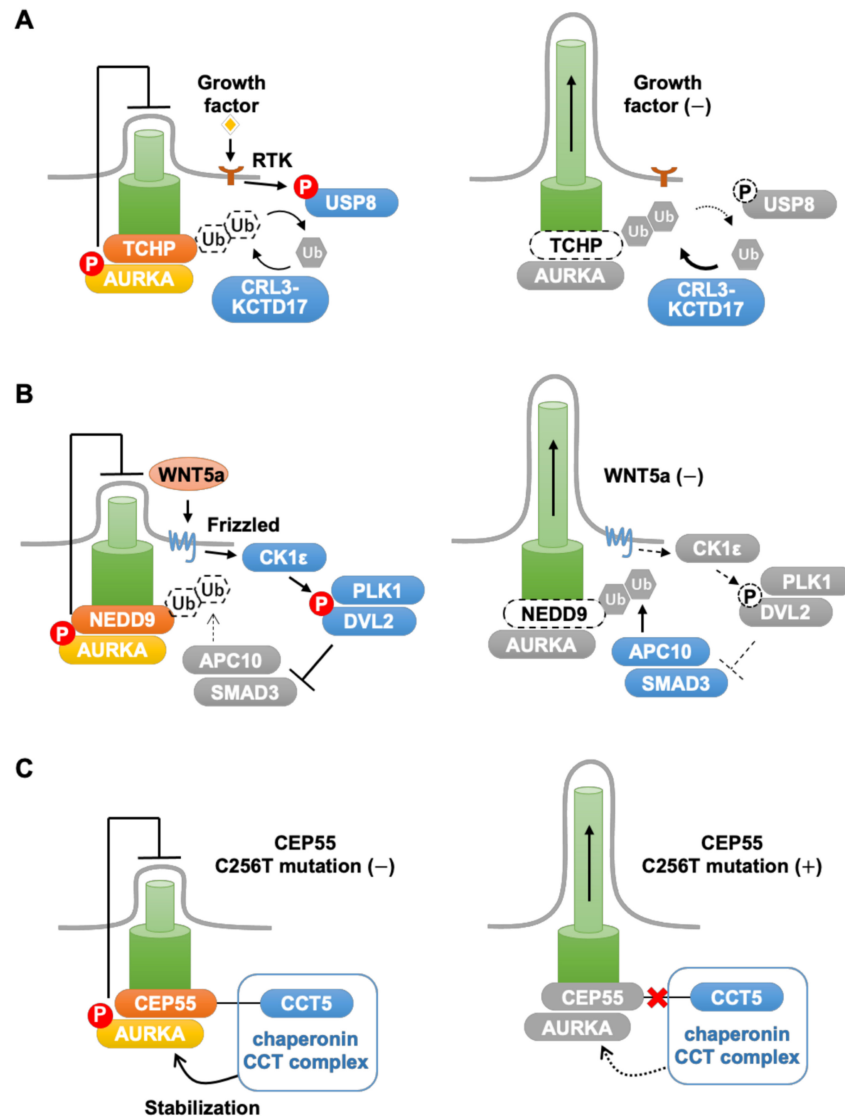 A
Growth
factor
RTK
P
USP8
Ub
Ub
TCHP
Ub
P
AURKA
CRL3-
KCTD17
Growth
factor (−)
P
USP8
Ub
Ub
TCHP
Ub
AURKA
CRL3-
KCTD17
B
WNT5a
Frizzled
CK1ε
Ub
Ub
PLK1
P
NEDD9
DVL2
P
AURKA
APC10
SMAD3
WNT5a (−)
CK1ε
Ub
Ub
PLK1
P
NEDD9
DVL2
AURKA
APC10
SMAD3
C
CEP55
C256T mutation (−)
CEP55
CCT5
P
AURKA
chaperonin
CCT complex
Stabilization
CEP55
C256T mutation (+)
CEP55
CCT5
AURKA
chaperonin
CCT complex